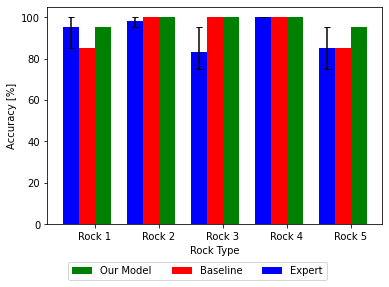 100
80
60
40
20
0
Accuracy [%]
Rock 1 Rock 2 Rock 3 Rock 4 Rock 5
Rock Type
Our Model Baseline Expert